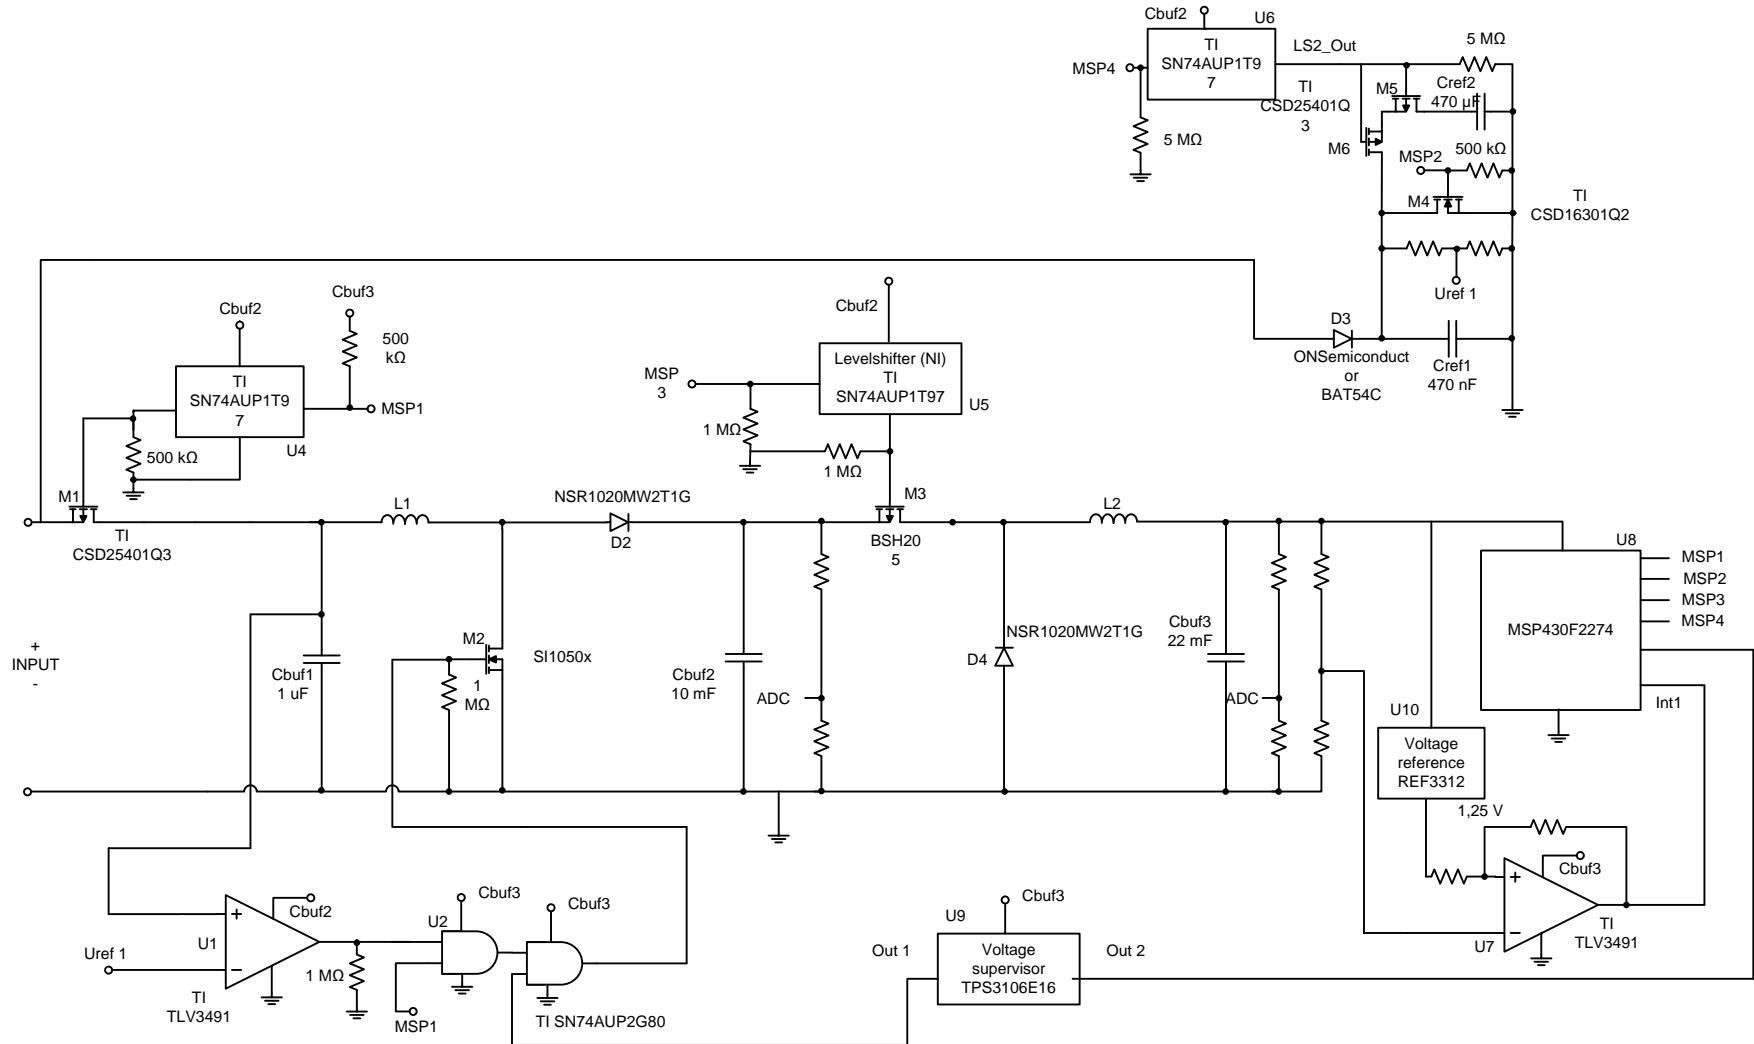 Cbuf2
U6
TI
SN74AUP1T9
7
MSP4
5 MΩ
LS2_Out
TI
CSD25401Q
3
5 MΩ
M5
Cref2
470 µF
M6
MSP2
500 kΩ
M4
TI
CSD16301Q2
Uref 1
D3
ONSemiconduct
or
BAT54C
Cref1
470 nF
Cbuf2
Cbuf3
500
kΩ
TI
SN74AUP1T9
7
MSP1
U4
500 kΩ
Cbuf2
Levelshifter (NI)
TI
SN74AUP1T97
U5
MSP
3
1 MΩ
1 MΩ
M1
TI
CSD25401Q3
L1
NSR1020MW2T1G
D2
M3
BSH20
5
L2
U8
MSP430F2274
MSP1
MSP2
MSP3
MSP4
Int1
+
INPUT
-
Cbuf1
1 uF
M2
1
MΩ
SI1050x
Cbuf2
10 mF
ADC
NSR1020MW2T1G
D4
Cbuf3
22 mF
ADC
U10
Voltage
reference
REF3312
1,25 V
Cbuf3
+
−
U7
TI
TLV3491
Cbuf2
+
U1
−
Uref 1
TI
TLV3491
1 MΩ
U2
Cbuf3
Cbuf3
MSP1
TI SN74AUP2G80
U9
Cbuf3
Out 1
Voltage
supervisor
TPS3106E16
Out 2